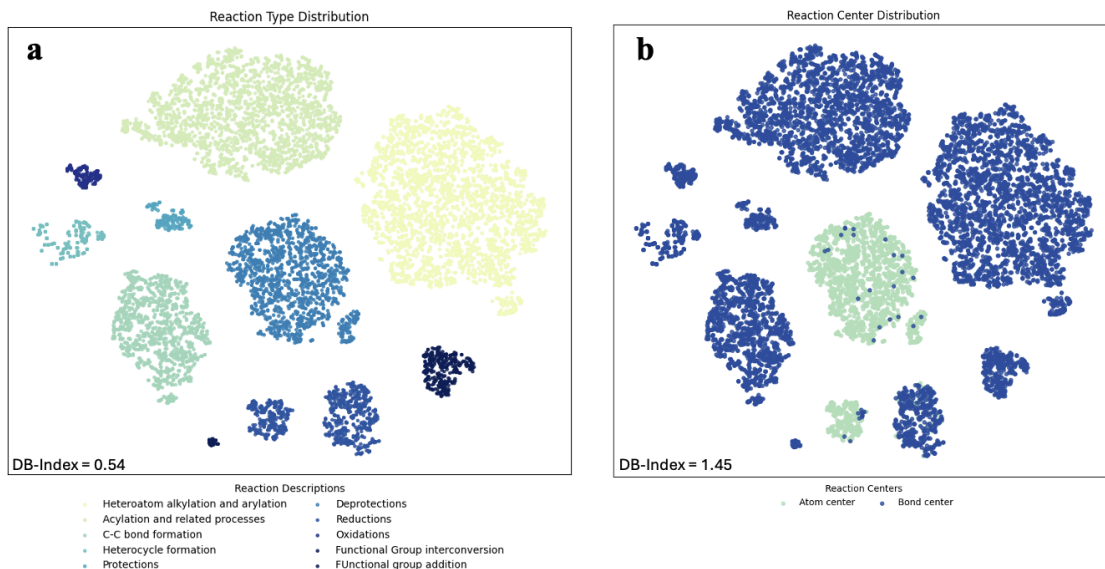 Reaction Type Distribution
a
DB-Index = 0.54
Reaction Descriptions
Heteroatom alkylation and arylation
Acylation and related processes
C-C bond formation
Heterocycle formation
Protections
Deprotections
Reductions
Oxidations
Functional Group interconversion
FUnctional group addition
Reaction Center Distribution
b
DB-Index = 1.45
Reaction Centers
Atom center
Bond center